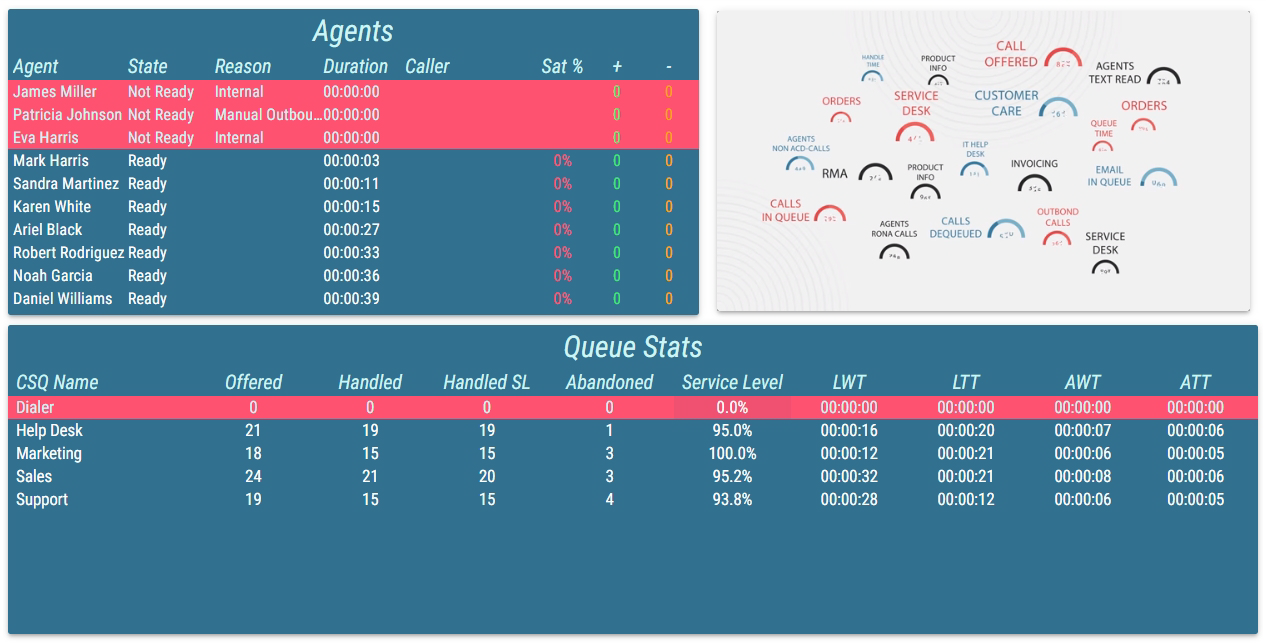 Agents
Agent State Reason Duration Caller Sat % + -
James Miller Not Ready Internal 00:00:00 0 0
Patricia Johnson Not Ready Manual Outbou... 00:00:00 0 0
Eva Harris Not Ready Internal 00:00:00 0 0
Mark Harris Ready 00:00:03 0% 0 0
Sandra Martinez Ready 00:00:11 0% 0 0
Karen White Ready 00:00:15 0% 0 0
Ariel Black Ready 00:00:27 0% 0 0
Robert Rodriguez Ready 00:00:33 0% 0 0
Noah Garcia Ready 00:00:36 0% 0 0
Daniel Williams Ready 00:00:39 0% 0 0
CALL
OFFERED
HANDLE
TIME
PRODUCT
INFO
AGENTS
TEXT READ
ORDERS
SERVICE
DESK
CUSTOMER
CARE
ORDERS
QUEUE
TIME
AGENTS
NON ACD-CALLS
RMA
PRODUCT
INFO
IT HELP
DESK
INVOICING
EMAIL
IN QUEUE
CALLS
IN QUEUE
AGENTS
RONA CALLS
CALLS
DEQUEUED
OUTBOND
CALLS
SERVICE
DESK
Queue Stats
CSQ Name Offered Handled Handled SL Abandoned Service Level LWT LTT AWT ATT
Dialer 0 0 0 0 0.0% 00:00:00 00:00:00 00:00:00 00:00:00
Help Desk 21 19 19 1 95.0% 00:00:16 00:00:20 00:00:07 00:00:06
Marketing 18 15 15 3 100.0% 00:00:12 00:00:21 00:00:06 00:00:05
Sales 24 21 20 3 95.2% 00:00:32 00:00:21 00:00:08 00:00:06
Support 19 15 15 4 93.8% 00:00:28 00:00:12 00:00:06 00:00:05